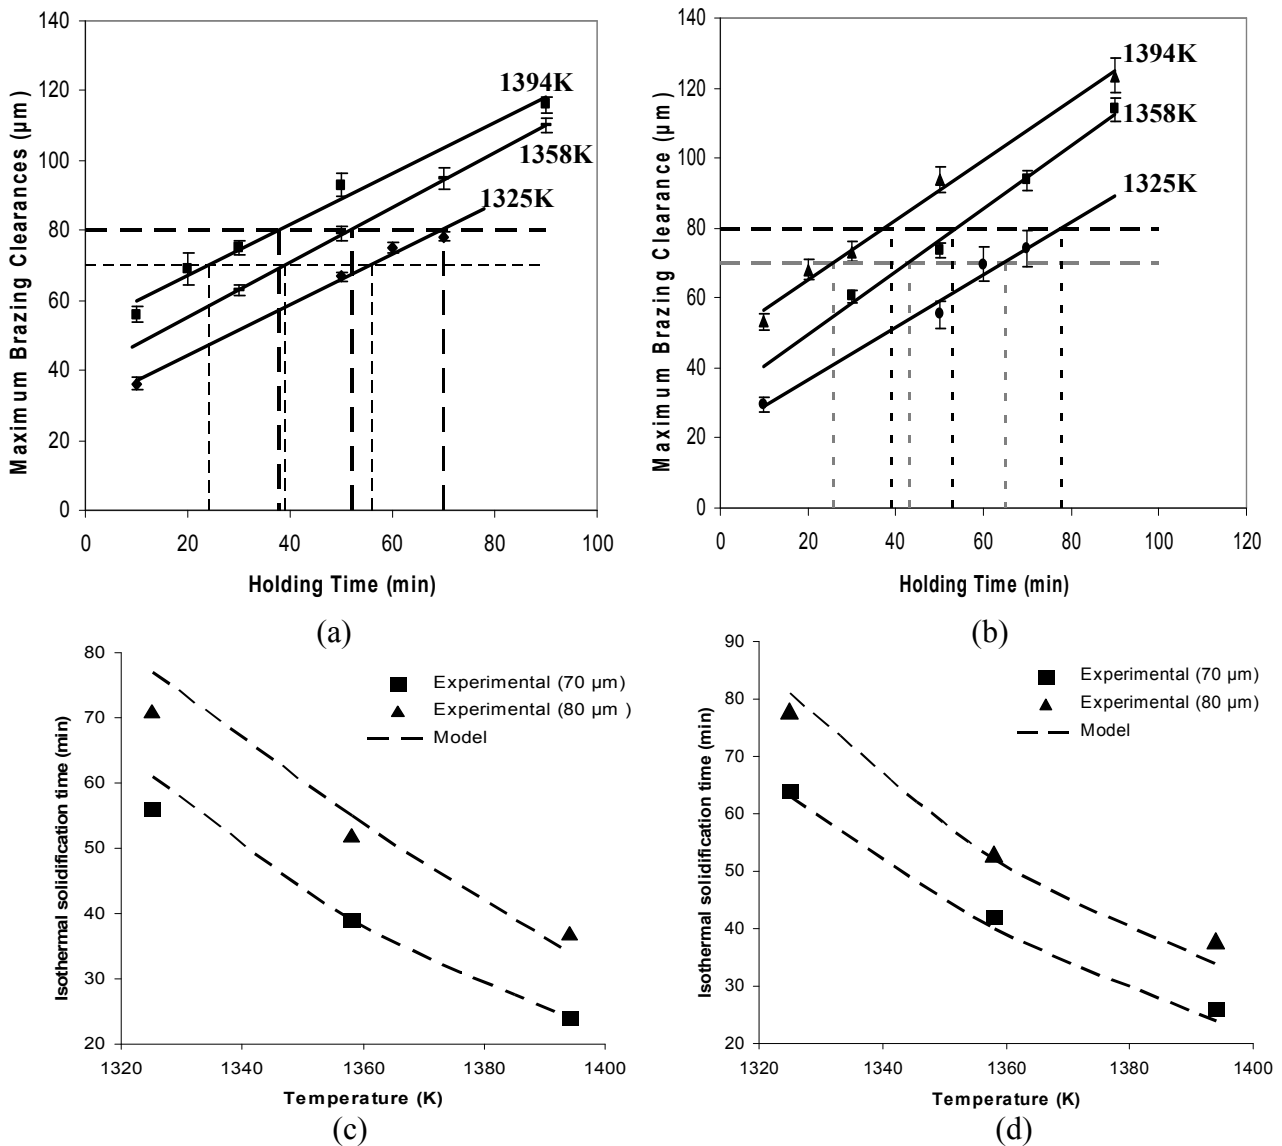 140
120
100
80
60
40
20
0
Maximum Brazing Clearances (µm)
1394K
1358K
1325K
0 20 40 60 80 100
Holding Time (min)
(a)
140
120
100
80
60
40
20
0
Maximum Brazing Clearance (µm)
1394K
1358K
1325K
0 20 40 60 80 100 120
Holding Time (min)
(b)
80
70
60
50
40
30
20
Isothermal solidification time (min)
Experimental (70 µm)
Experimental (80 µm )
Model
1320 1340 1360 1380 1400
Temperature (K)
(c)
90
80
70
60
50
40
30
20
Isothermal solidification time (min)
Experimental (70 µm)
Experimental (80 µm)
Model
1320 1340 1360 1380 1400
Temperature (K)
(d)